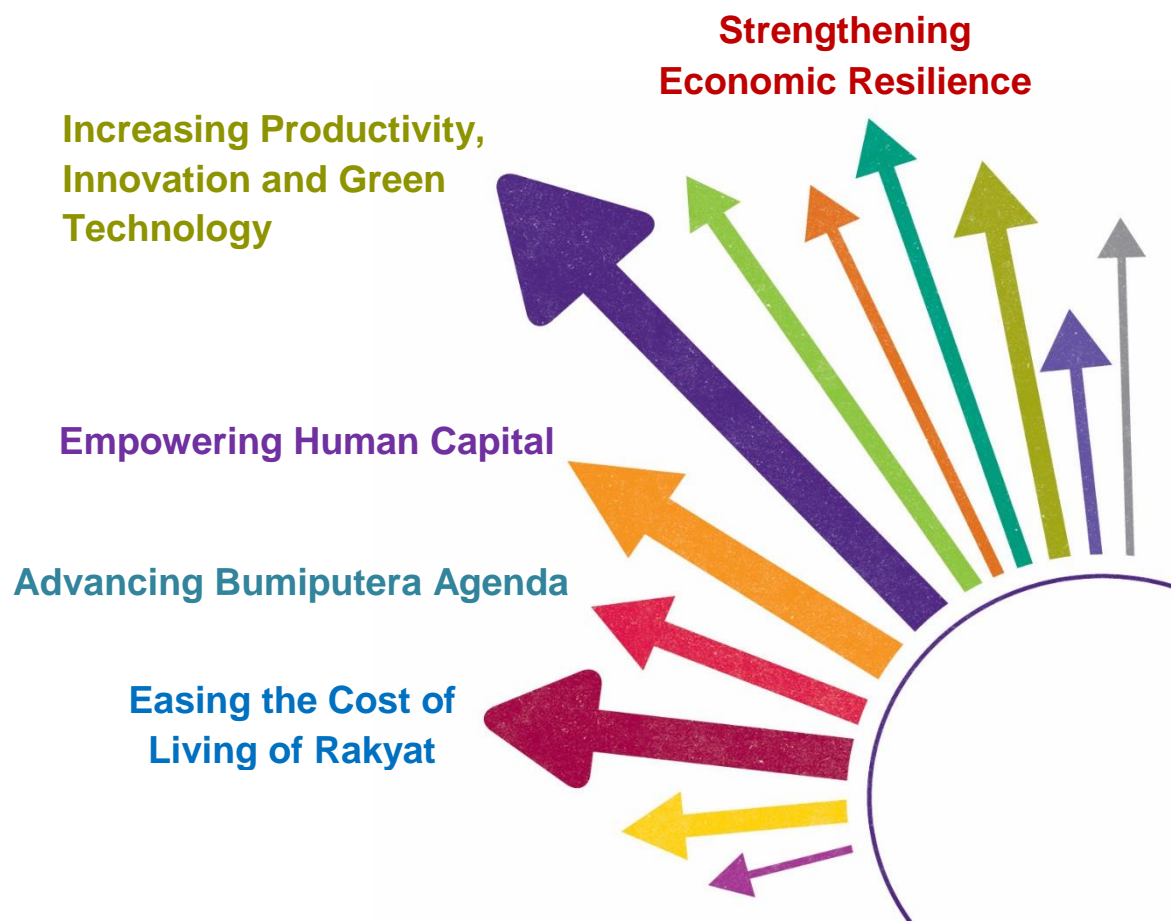 Strengthening
Economic Resilience
Increasing Productivity,
Innovation and Green
Technology
Empowering Human Capital
Advancing Bumiputera Agenda
Easing the Cost of
Living of Rakyat